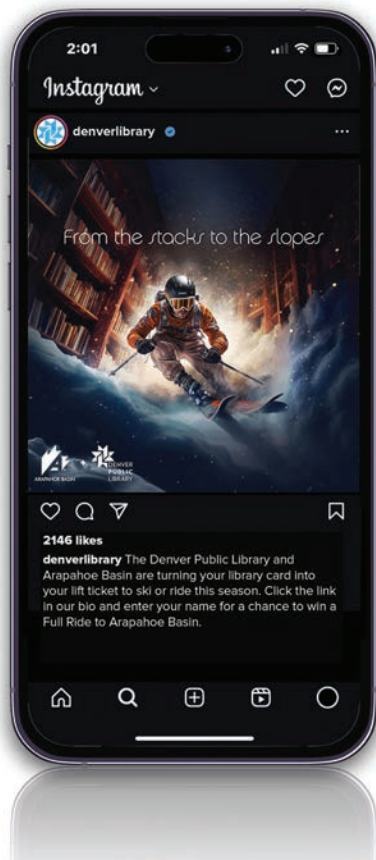 2:01
Instagram
denverlibrary
From the stacks to the slopes
ARAPAHOE BASIN
DENVER
PUBLIC
LIBRARY
2146 likes
denverlibrary The Denver Public Library and
Arapahoe Basin are turning your library card into
your lift ticket to ski or ride this season. Click the link
in our bio and enter your name for a chance to win a
Full Ride to Arapahoe Basin.